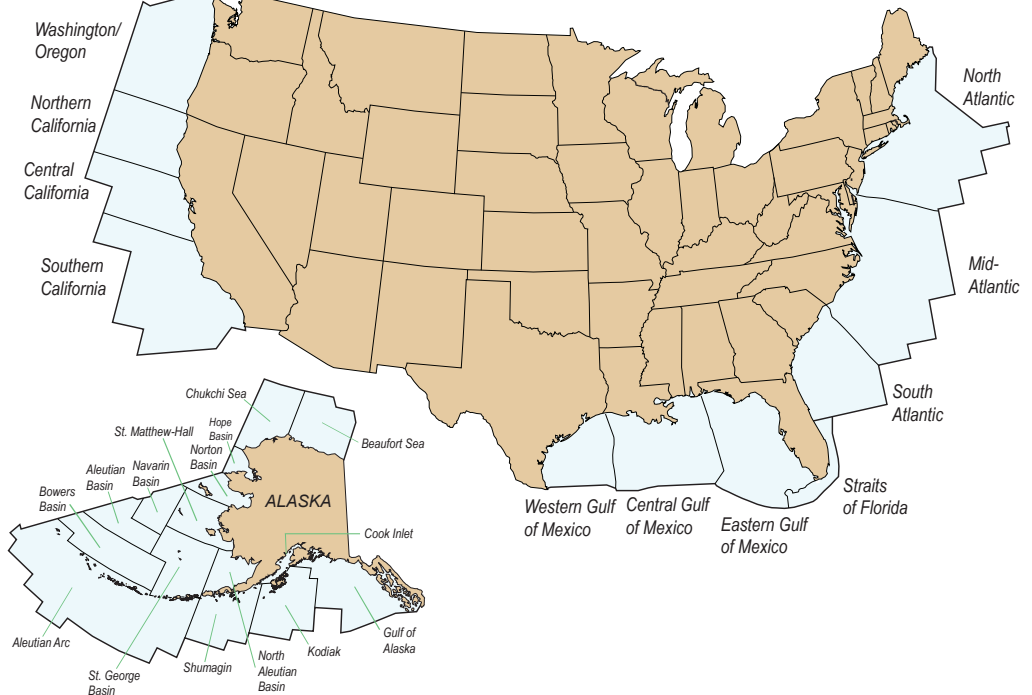 Washington/
Oregon
Northern
California
Central
California
Southern
California
North
Atlantic
Mid-
Atlantic
South
Atlantic
Straits
of Florida
Western Gulf
of Mexico
Central Gulf
of Mexico
Eastern Gulf
of Mexico
Chukchi Sea
Beaufort Sea
Hope
Basin
St. Matthew-Hall
Norton
Basin
Navarin
Basin
Aleutian
Basin
Bowers
Basin
ALASKA
Cook Inlet
Aleutian Arc
St. George
Basin
Shumagin
North
Aleutian
Basin
Kodiak
Gulf of
Alaska